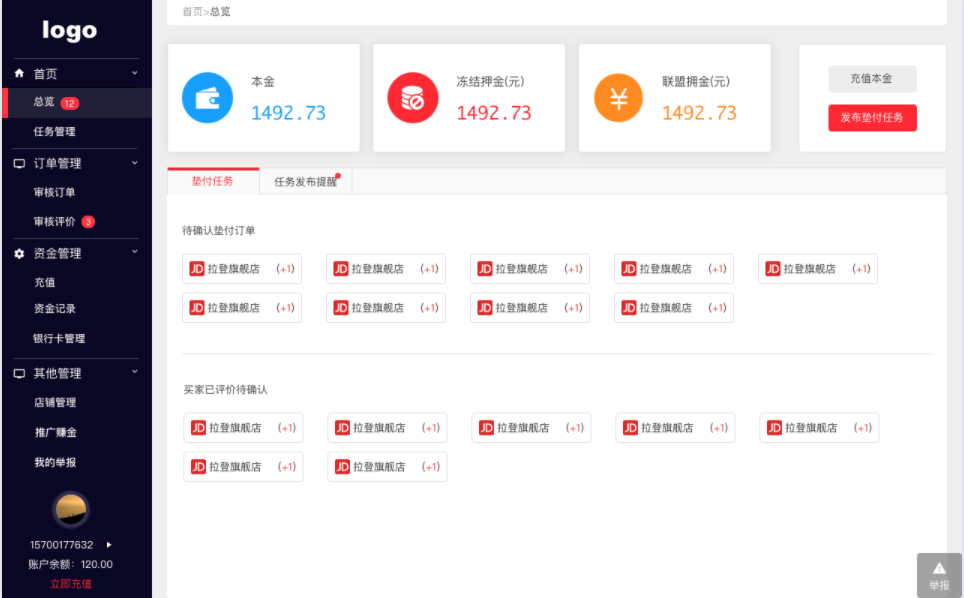 logo
首页
总览 12
任务管理
订单管理
审核订单
审核评价 3
资金管理
充值
资金记录
银行卡管理
其他管理
店铺管理
推广赚金
我的举报
15700177632
账户余额: 120.00
立即充值
首页>总览
本金
1492.73
冻结押金(元)
1492.73
联盟拥金(元)
1492.73
充值本金
发布垫付任务
垫付任务 任务发布提醒
待确认垫付订单
JD 拉登旗舰店 (+1) JD 拉登旗舰店 (+1) JD 拉登旗舰店 (+1) JD 拉登旗舰店 (+1) JD 拉登旗舰店 (+1)
JD 拉登旗舰店 (+1) JD 拉登旗舰店 (+1) JD 拉登旗舰店 (+1) JD 拉登旗舰店 (+1)
买家已评价待确认
JD 拉登旗舰店 (+1) JD 拉登旗舰店 (+1) JD 拉登旗舰店 (+1) JD 拉登旗舰店 (+1) JD 拉登旗舰店 (+1)
JD 拉登旗舰店 (+1) JD 拉登旗舰店 (+1)
举报